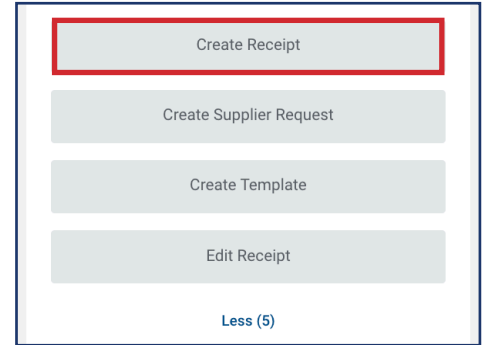 Create Receipt
Create Supplier Request
Create Template
Edit Receipt
Less (5)